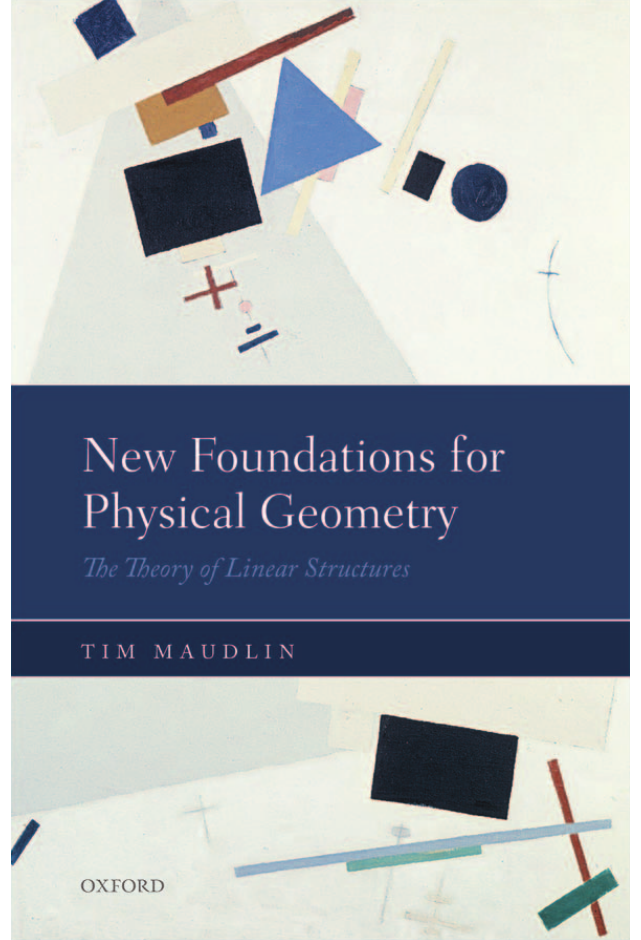 New Foundations for
Physical Geometry
The Theory of Linear Structures
TIM MAUDLIN
OXFORD